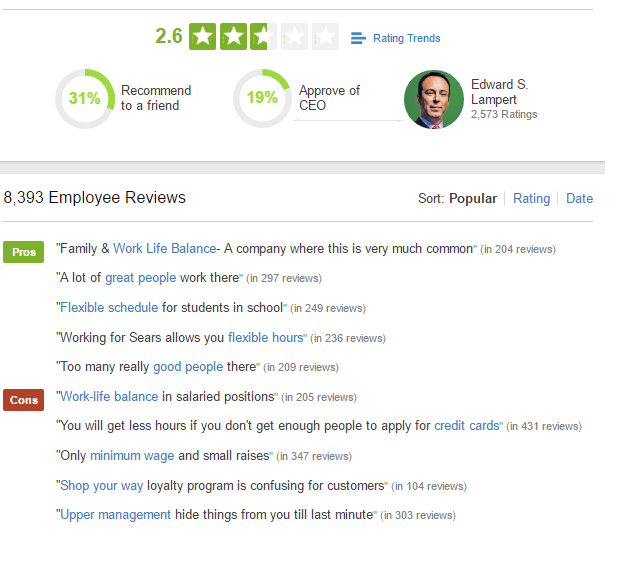 2.6 Rating Trends
31% Recommend to a friend
19% Approve of CEO
Edward S. Lampert
2,573 Ratings
8,393 Employee Reviews
Sort: Popular Rating Date
Pros
"Family & Work Life Balance- A company where this is very much common" (in 204 reviews)
"A lot of great people work there" (in 297 reviews)
"Flexible schedule for students in school" (in 249 reviews)
"Working for Sears allows you flexible hours" (in 236 reviews)
"Too many really good people there" (in 209 reviews)
Cons
"Work-life balance in salaried positions" (in 205 reviews)
"You will get less hours if you don't get enough people to apply for credit cards" (in 431 reviews)
"Only minimum wage and small raises" (in 347 reviews)
"Shop your way loyalty program is confusing for customers" (in 104 reviews)
"Upper management hide things from you till last minute" (in 303 reviews)